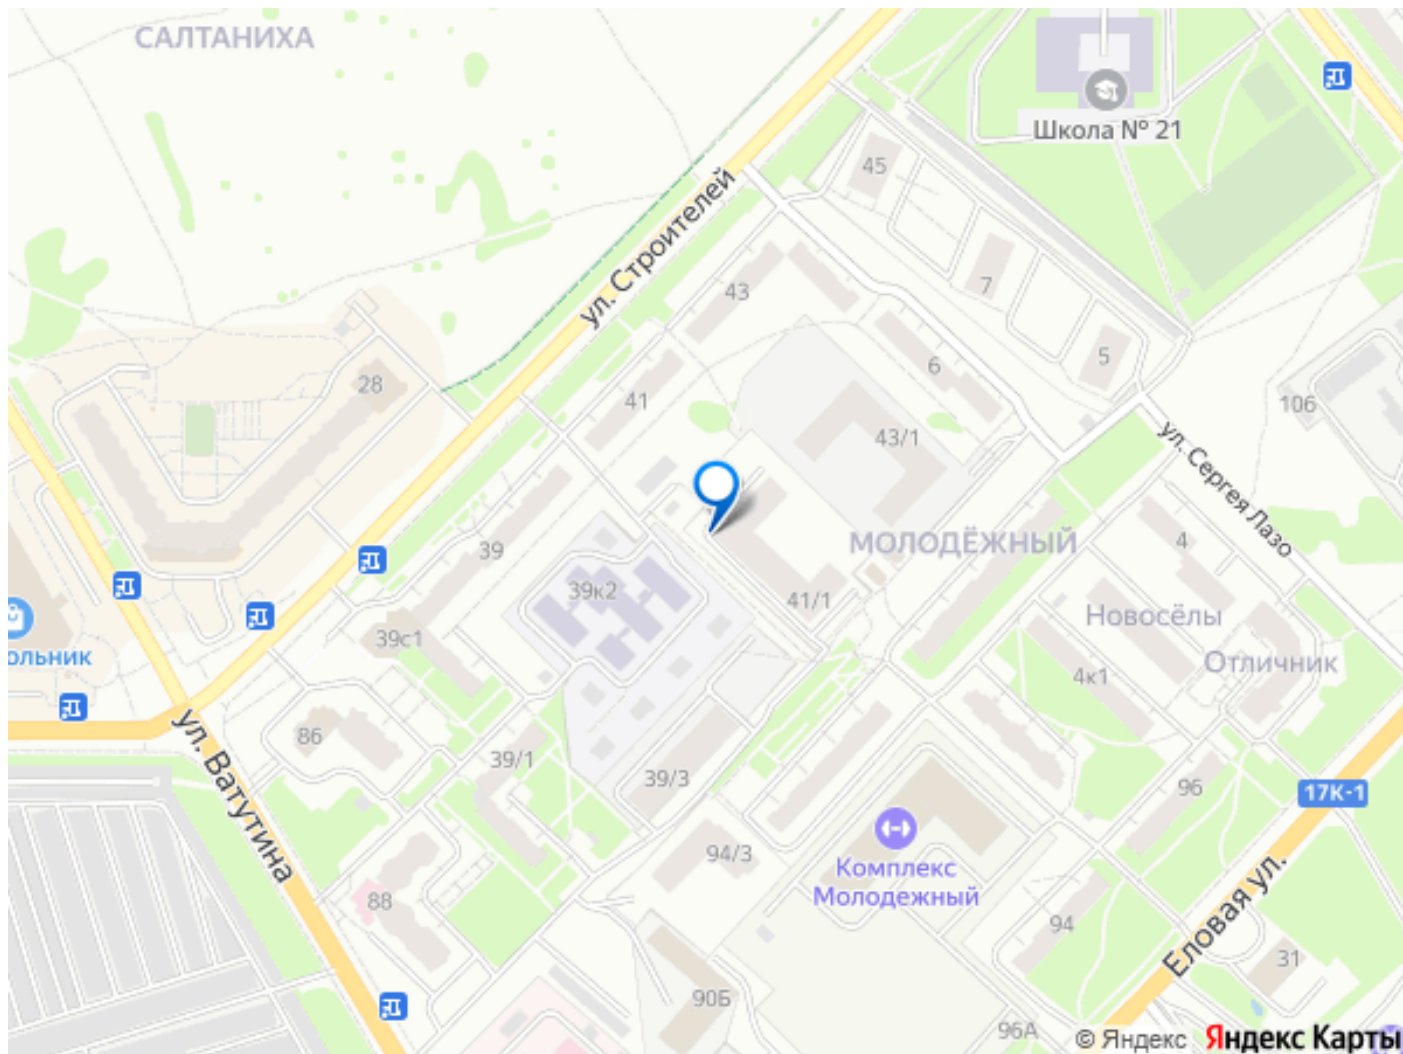 САЛТАНИХА
Школа № 21
45
ул. Строителей
7
43
5
6
28
41
106
43/1
ул. Сергея Лазо
МОЛОДЁЖНЫЙ
4
39
39к2
41/1
Новосёлы
39с1
ольник
Отличник
4к1
ул. Ватутина
86
39/1
39/3
96
17К-1
94/3
Комплекс
Молодежный
88
94
Еловая ул.
31
90Б
96А
© Яндекс Яндекс Карты